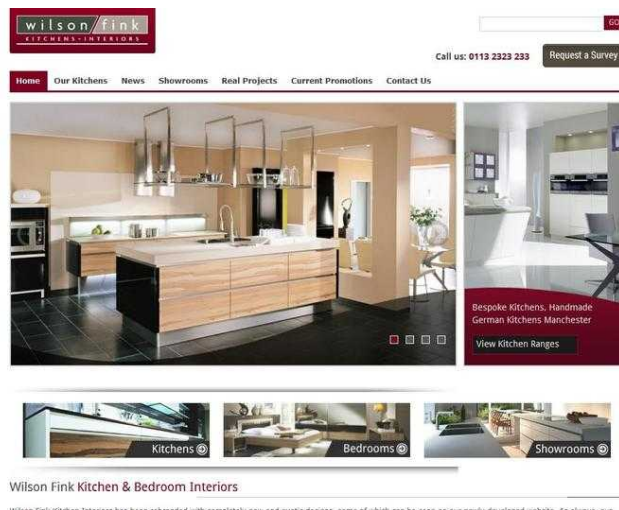 wilson/fink
KITCHENS•INTERIORS
GO
Call us: 0113 2323 233
Request a Survey
Home Our Kitchens News Showrooms Real Projects Current Promotions Contact Us
Bespoke Kitchens, Handmade
German Kitchens Manchester
View Kitchen Ranges
Kitchens
Bedrooms
Showrooms
Wilson Fink Kitchen & Bedroom Interiors